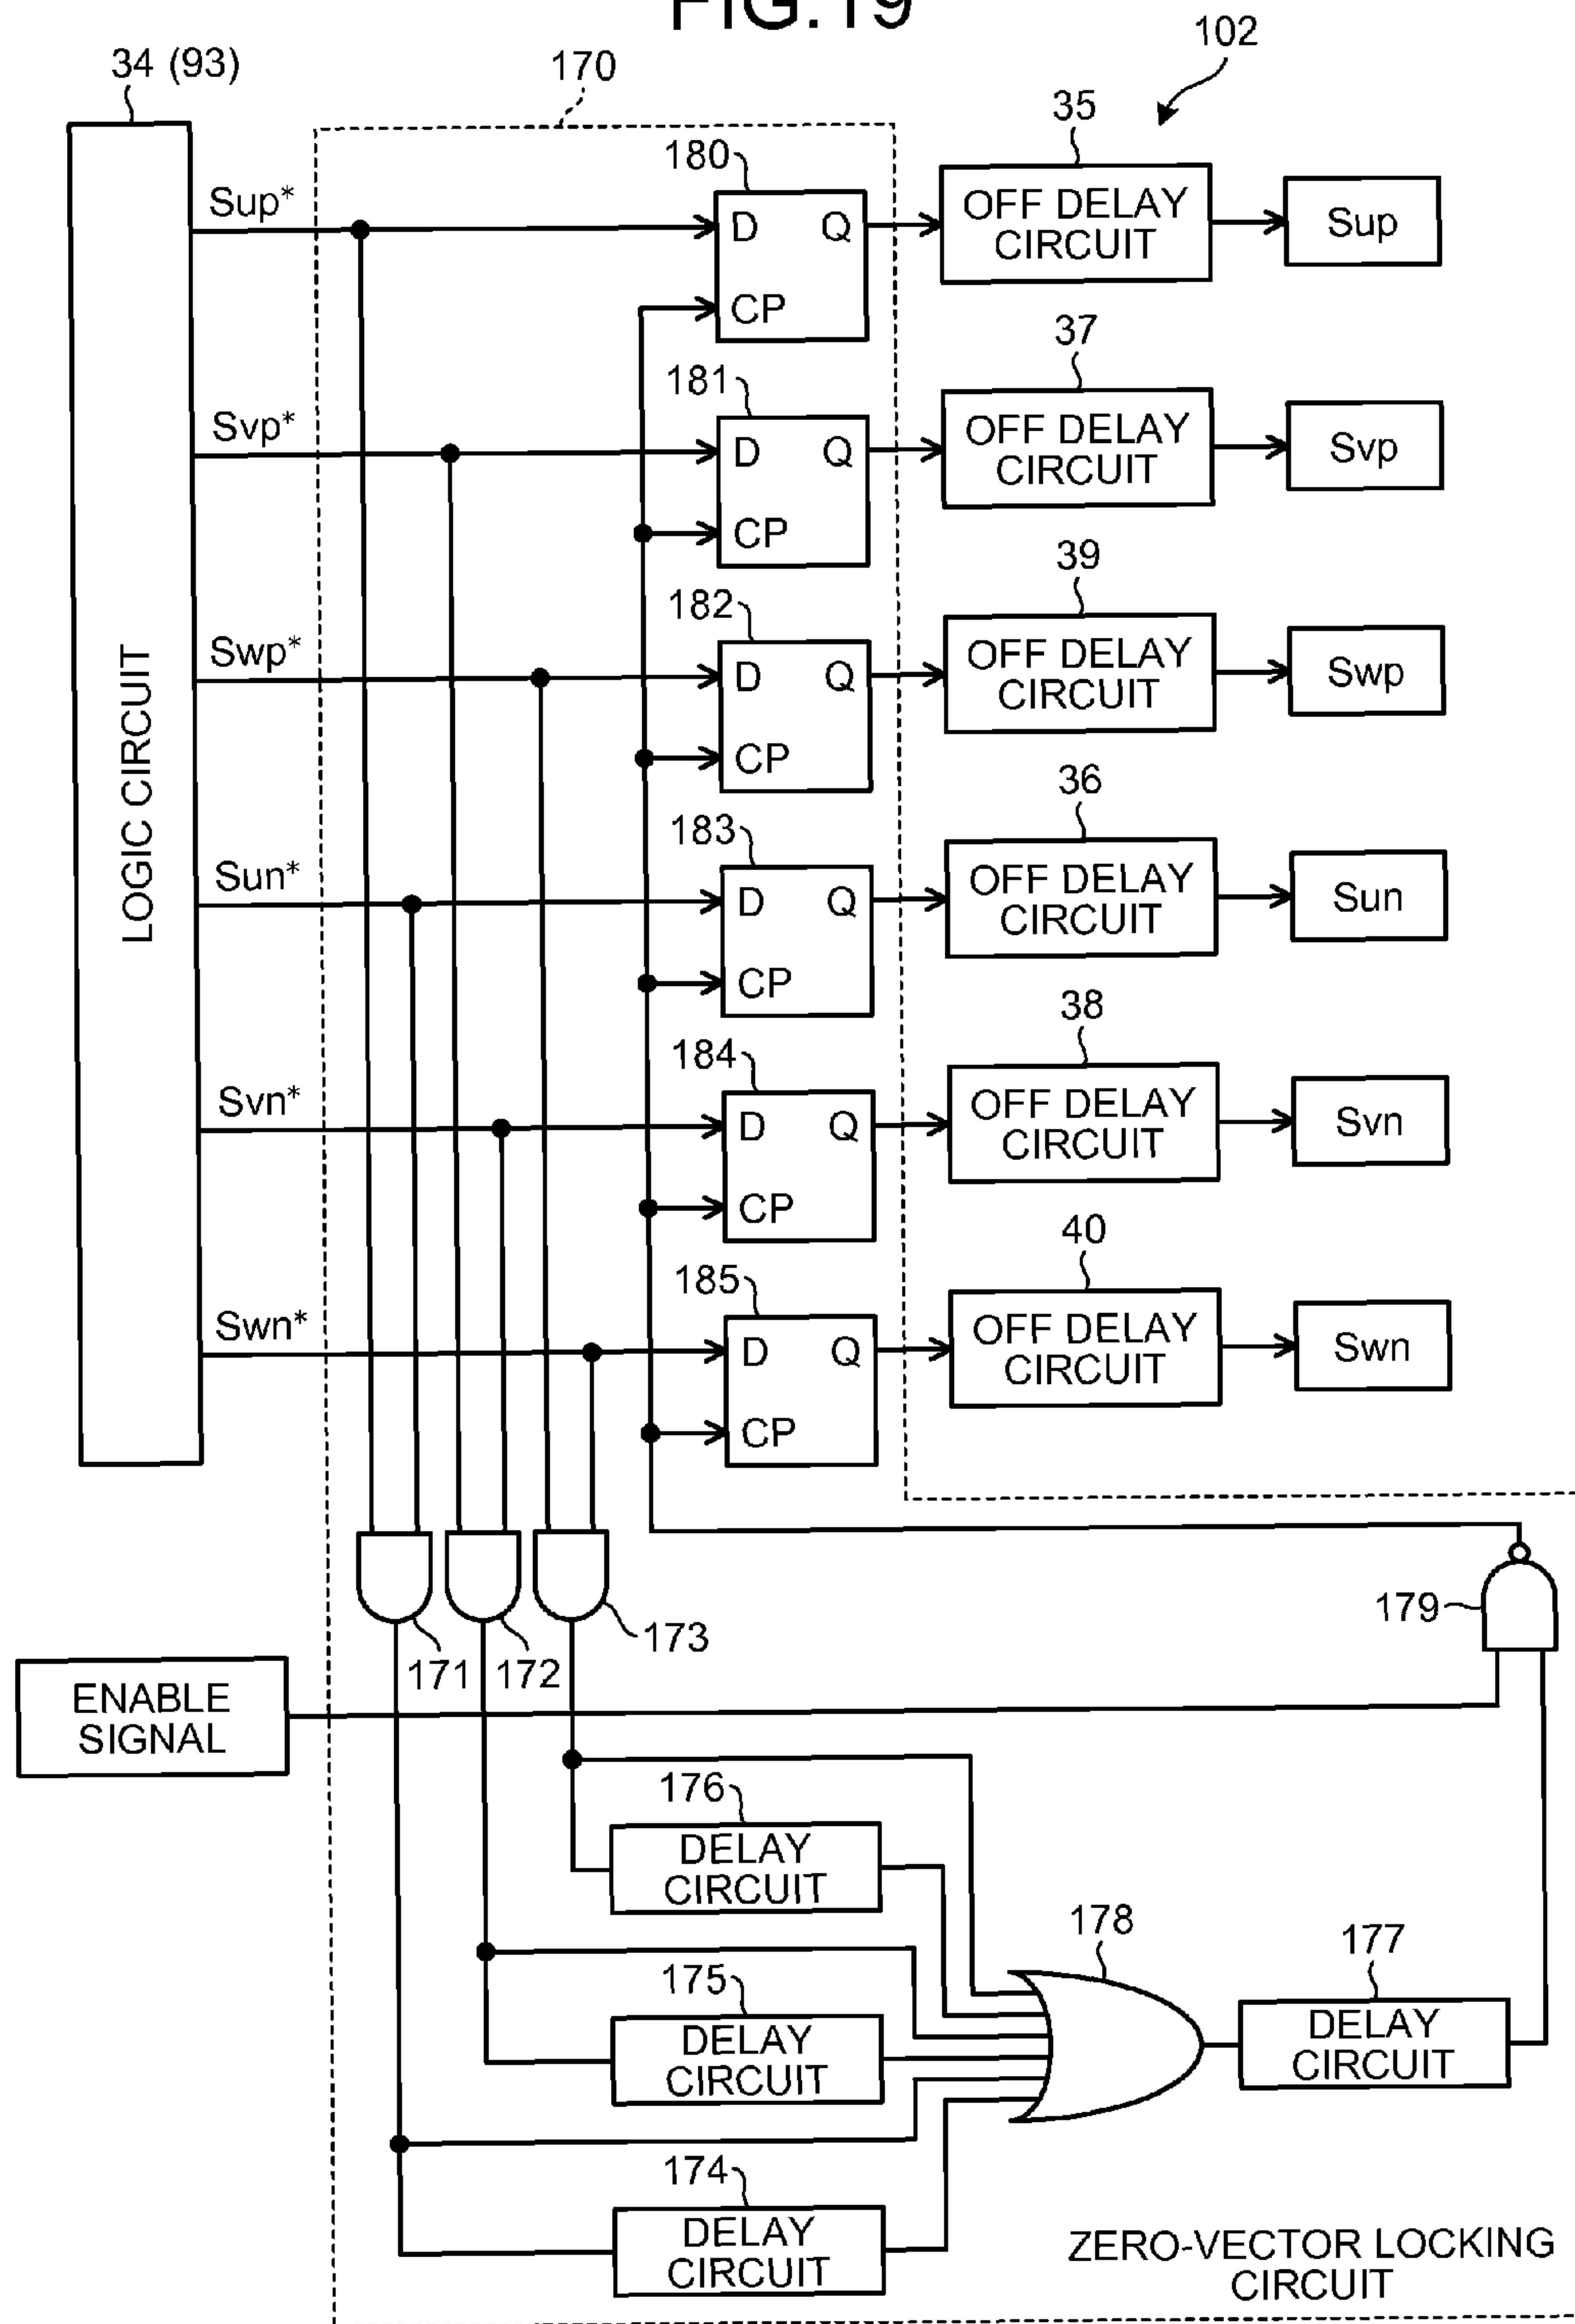 FIG.19
34 (93)
170
102
35
180
Sup*
D
Q
CP
OFF DELAY
CIRCUIT
Sup
37
181
Svp*
D
Q
CP
OFF DELAY
CIRCUIT
Svp
39
182
Swp*
D
Q
CP
OFF DELAY
CIRCUIT
Swp
LOGIC CIRCUIT
36
183
Sun*
D
Q
CP
OFF DELAY
CIRCUIT
Sun
38
184
Svn*
D
Q
CP
OFF DELAY
CIRCUIT
Svn
40
185
Swn*
D
Q
CP
OFF DELAY
CIRCUIT
Swn
179
171
172
173
ENABLE
SIGNAL
176
DELAY
CIRCUIT
178
177
175
DELAY
CIRCUIT
DELAY
CIRCUIT
174
DELAY
CIRCUIT
ZERO-VECTOR LOCKING
CIRCUIT